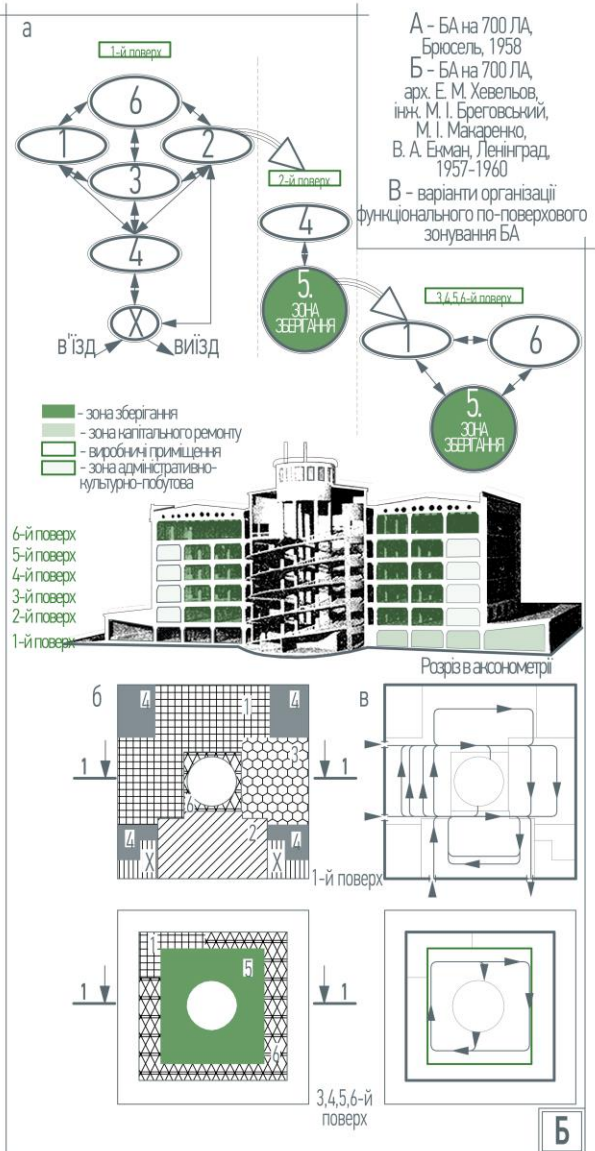 а
А - БА на 700 ЛА,
Брюсель, 1958
Б - БА на 700 ЛА,
арх. Е. М. Хевельов,
інж. М. І. Бреговський,
М. І. Макаренко,
В. А. Екман, Ленінград,
1957-1960
В - варіанти організації
функціонального по-поверхового
зонування БА
1-й поверх
6
1
2
3
4
Х
в'їзд
виїзд
2-й поверх
4
5.
ЗОНА
ЗБЕРІГАННЯ
3,4,5,6-й поверх
1
6
5.
ЗОНА
ЗБЕРІГАННЯ
- зона зберігання
- зона капітального ремонту
- виробничі приміщення
- зона адміністративно-
культурно-побутова
6-й поверх
5-й поверх
4-й поверх
3-й поверх
2-й поверх
1-й поверх
Розріз в аксонометрії
б
4
4
1
3
1
1
6
2
4
4
Х
Х
в
1-й поверх
1
5
1
1
6
3,4,5,6-й
поверх
Б